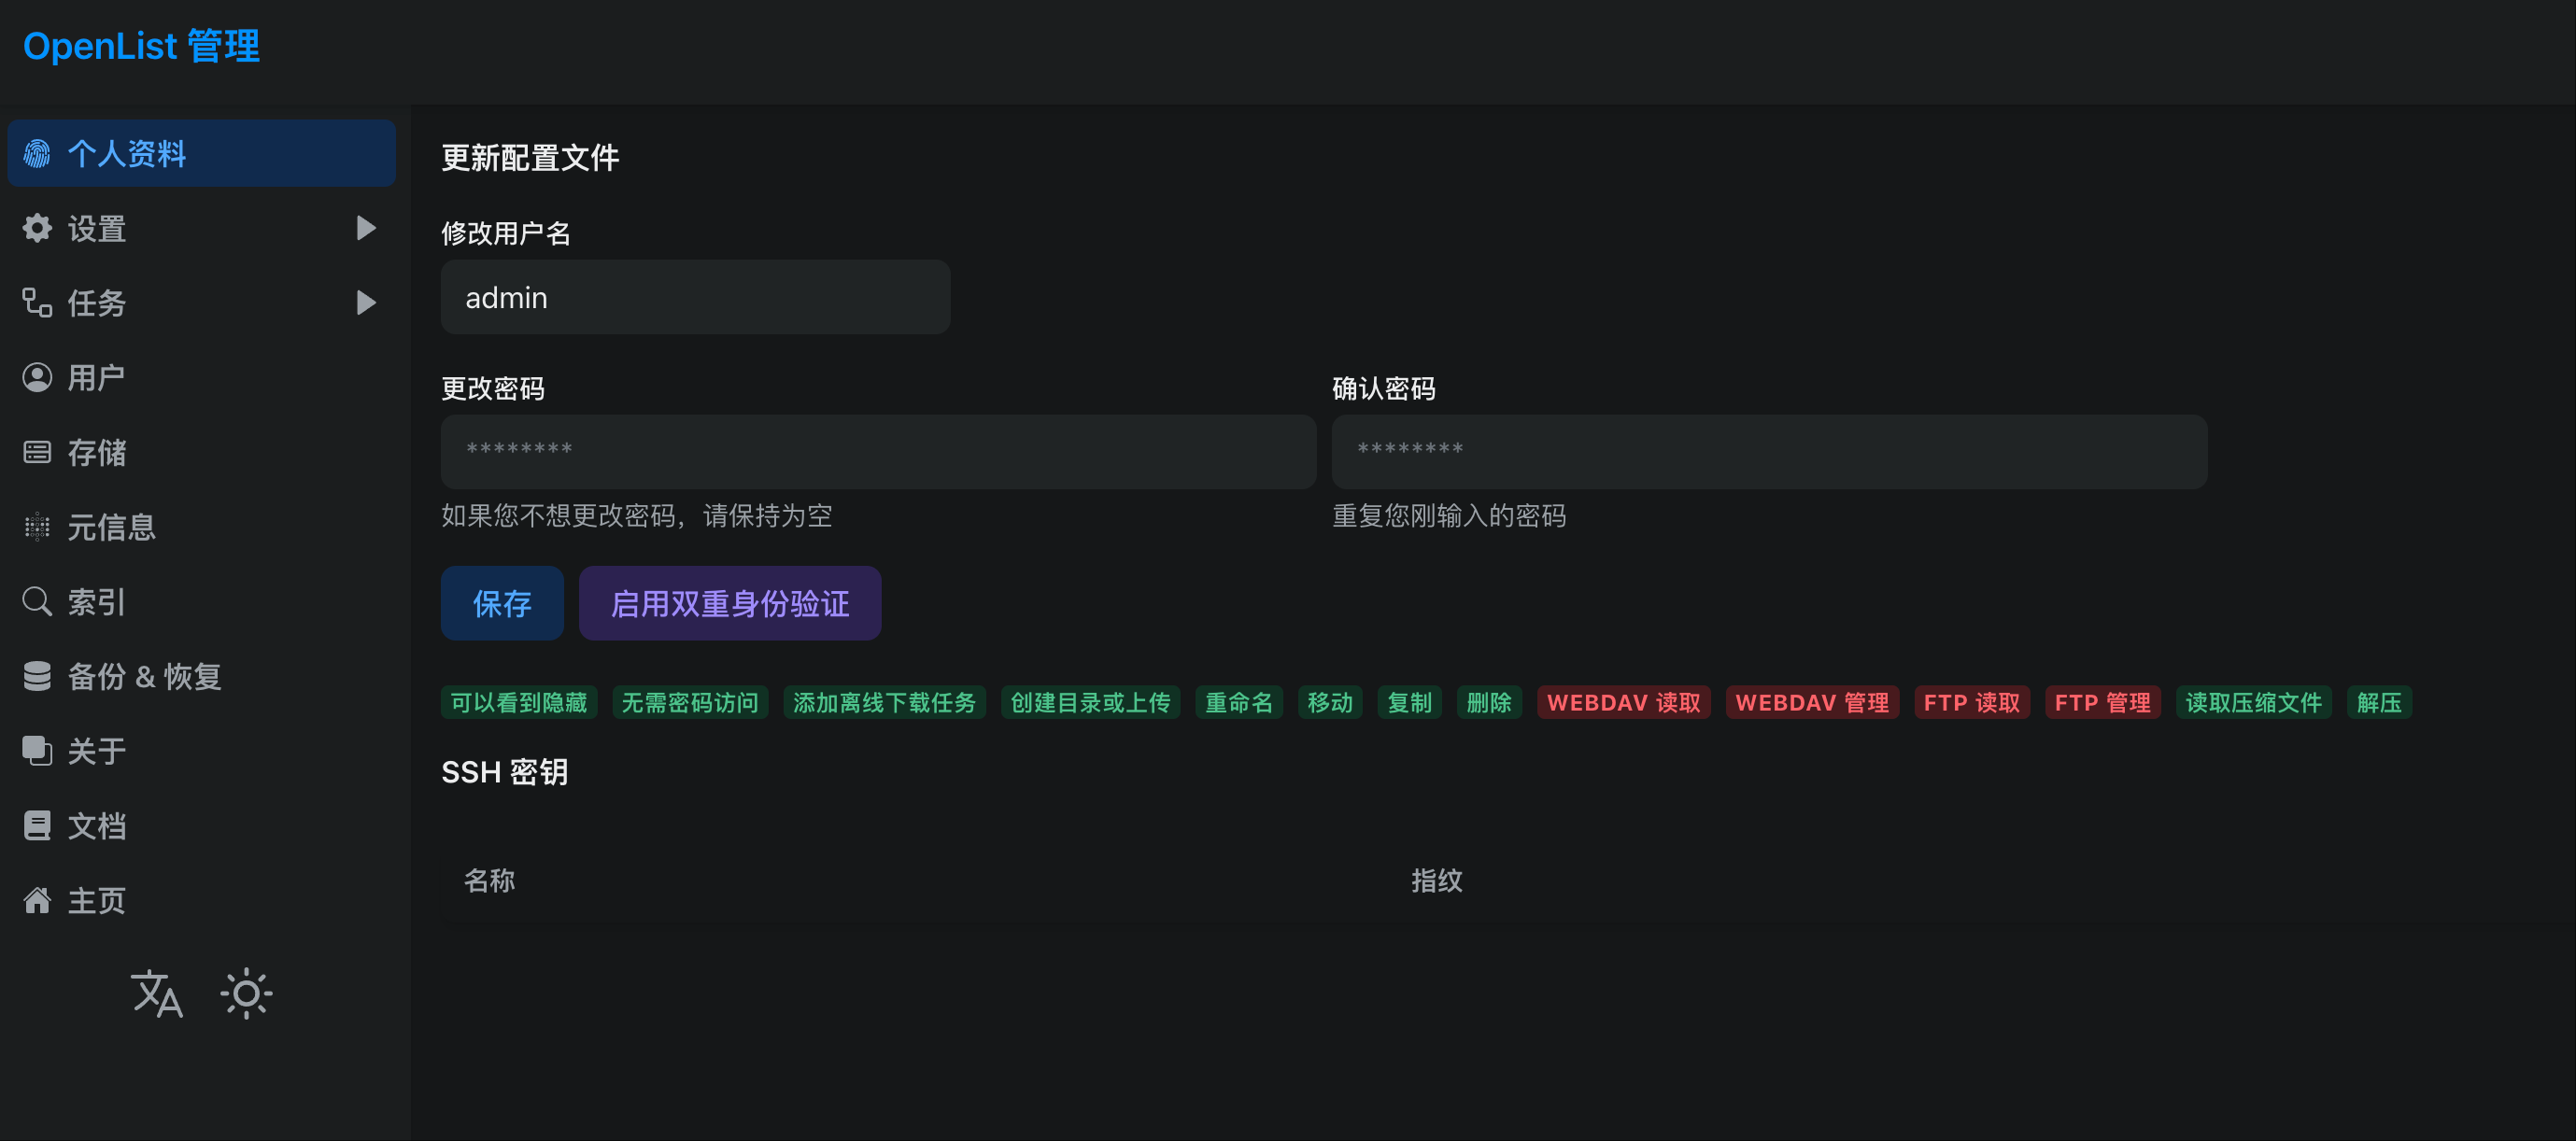 OpenList 管理
个人资料
设置
任务
用户
存储
元信息
索引
备份 & 恢复
关于
文档
主页
更新配置文件
修改用户名
admin
更改密码 确认密码
******** ********
如果您不想更改密码，请保持为空 重复您刚输入的密码
保存 启用双重身份验证
可以看到隐藏 无需密码访问 添加离线下载任务 创建目录或上传 重命名 移动 复制 删除 WEBDAV 读取 WEBDAV 管理 FTP 读取 FTP 管理 读取压缩文件 解压
SSH 密钥
名称 指纹